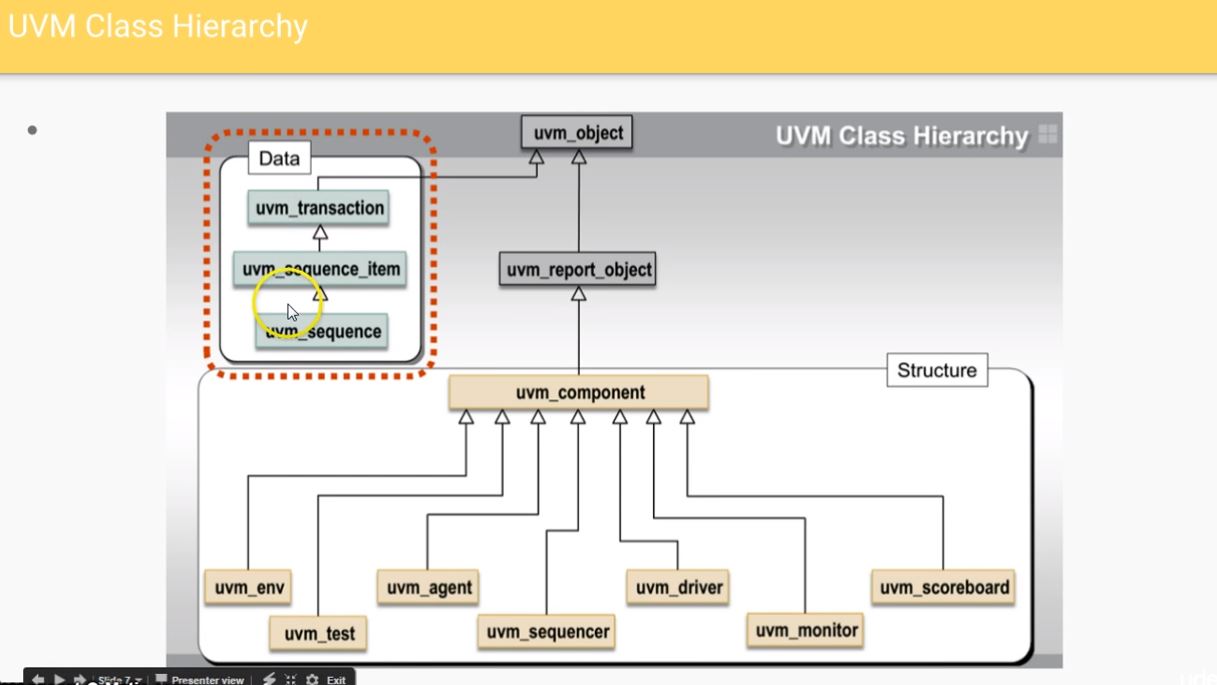 UVM Class Hierarchy
UVM Class Hierarchy
uvm_object
Data
uvm_transaction
uvm_sequence_item
uvm_sequence
uvm_report_object
Structure
uvm_component
uvm_env
uvm_agent
uvm_driver
uvm_scoreboard
uvm_test
uvm_sequencer
uvm_monitor
Slide 7
Presenter view
Exit